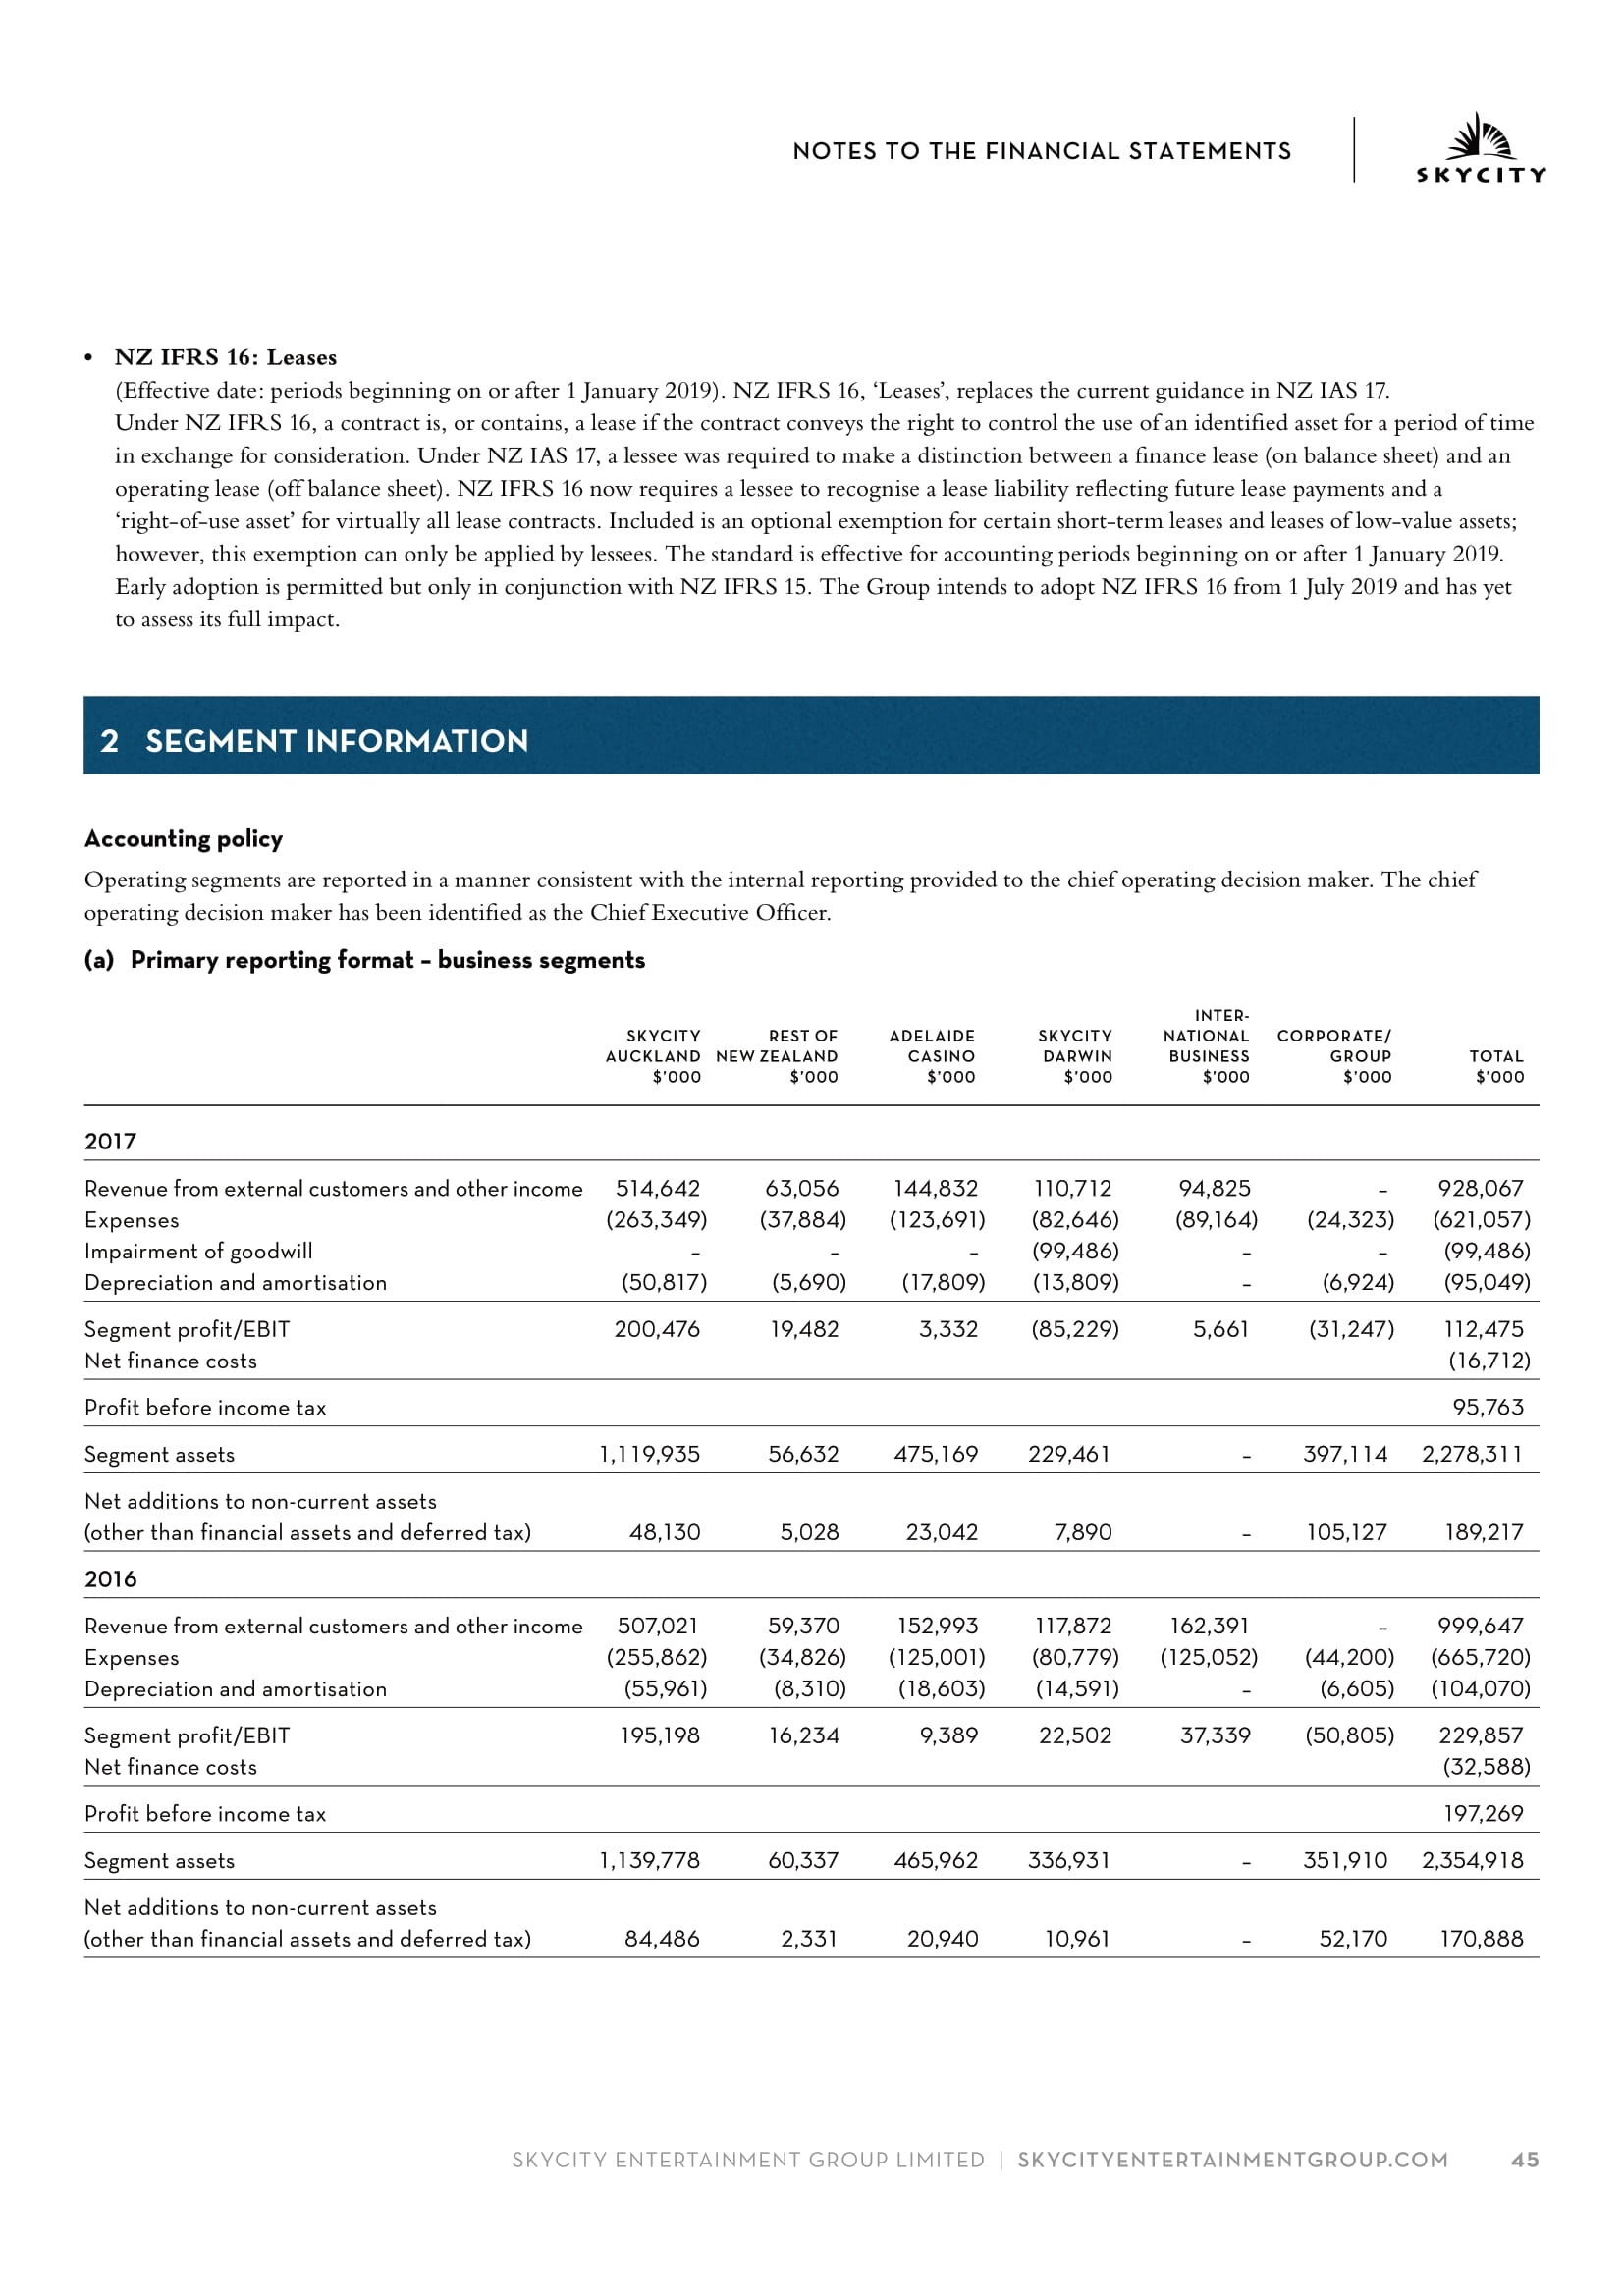 NOTES TO THE FINANCIAL STATEMENTS
SKYCITY
• NZ IFRS 16: Leases
(Effective date: periods beginning on or after 1 January 2019). NZ IFRS 16, ‘Leases’, replaces the current guidance in NZ IAS 17.
Under NZ IFRS 16, a contract is, or contains, a lease if the contract conveys the right to control the use of an identified asset for a period of time
in exchange for consideration. Under NZ IAS 17, a lessee was required to make a distinction between a finance lease (on balance sheet) and an
operating lease (off balance sheet). NZ IFRS 16 now requires a lessee to recognise a lease liability reflecting future lease payments and a
‘right-of-use asset’ for virtually all lease contracts. Included is an optional exemption for certain short-term leases and leases of low-value assets;
however, this exemption can only be applied by lessees. The standard is effective for accounting periods beginning on or after 1 January 2019.
Early adoption is permitted but only in conjunction with NZ IFRS 15. The Group intends to adopt NZ IFRS 16 from 1 July 2019 and has yet
to assess its full impact.
2 SEGMENT INFORMATION
Accounting policy
Operating segments are reported in a manner consistent with the internal reporting provided to the chief operating decision maker. The chief
operating decision maker has been identified as the Chief Executive Officer.
(a) Primary reporting format – business segments
INTER-
SKYCITY REST OF ADELAIDE SKYCITY NATIONAL CORPORATE/
AUCKLAND NEW ZEALAND CASINO DARWIN BUSINESS GROUP TOTAL
$’000 $’000 $’000 $’000 $’000 $’000 $’000
2017
Revenue from external customers and other income 514,642 63,056 144,832 110,712 94,825 – 928,067
Expenses (263,349) (37,884) (123,691) (82,646) (89,164) (24,323) (621,057)
Impairment of goodwill – – – (99,486) – – (99,486)
Depreciation and amortisation (50,817) (5,690) (17,809) (13,809) – (6,924) (95,049)
Segment profit/EBIT 200,476 19,482 3,332 (85,229) 5,661 (31,247) 112,475
Net finance costs (16,712)
Profit before income tax 95,763
Segment assets 1,119,935 56,632 475,169 229,461 – 397,114 2,278,311
Net additions to non-current assets
(other than financial assets and deferred tax) 48,130 5,028 23,042 7,890 – 105,127 189,217
2016
Revenue from external customers and other income 507,021 59,370 152,993 117,872 162,391 – 999,647
Expenses (255,862) (34,826) (125,001) (80,779) (125,052) (44,200) (665,720)
Depreciation and amortisation (55,961) (8,310) (18,603) (14,591) – (6,605) (104,070)
Segment profit/EBIT 195,198 16,234 9,389 22,502 37,339 (50,805) 229,857
Net finance costs (32,588)
Profit before income tax 197,269
Segment assets 1,139,778 60,337 465,962 336,931 – 351,910 2,354,918
Net additions to non-current assets
(other than financial assets and deferred tax) 84,486 2,331 20,940 10,961 – 52,170 170,888
SKYCITY ENTERTAINMENT GROUP LIMITED | SKYCITYENTERTAINMENTGROUP.COM 45